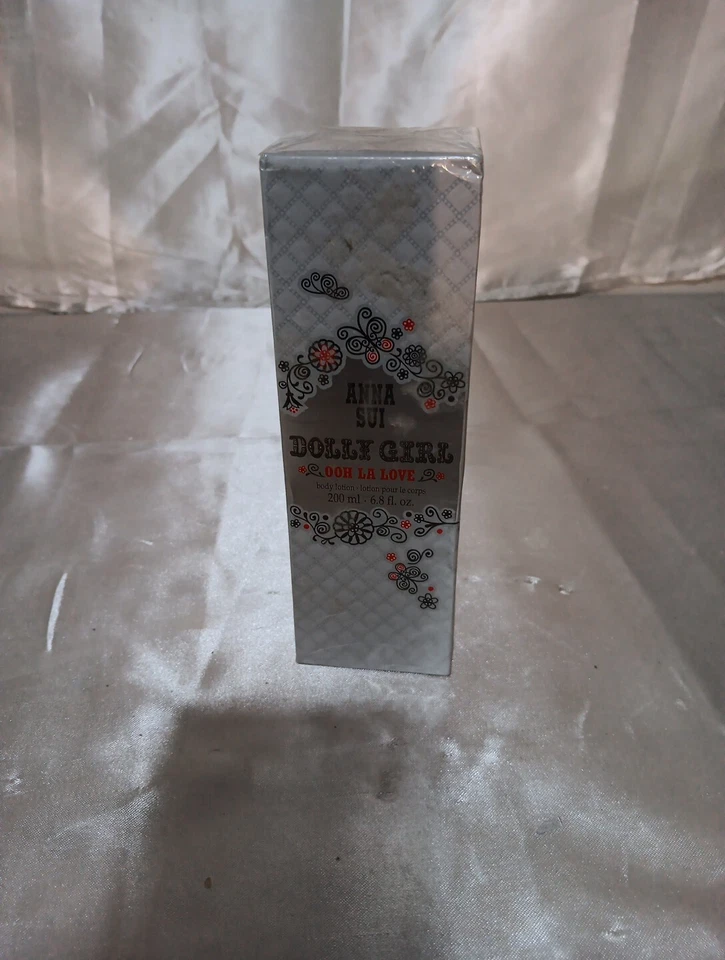 ANNA
SUI
DOLLY GIRL
OOH LA LOVE
body lotion · lotion pour le corps
200 ml · 6.8 fl. oz.